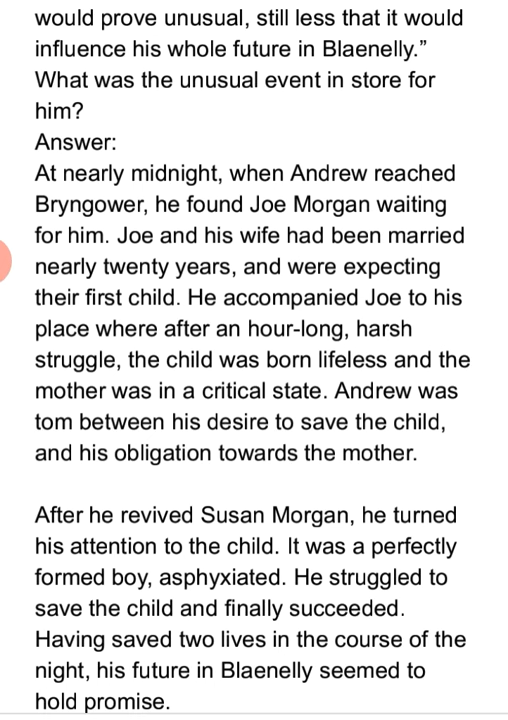 would prove unusual, still less that it would
influence his whole future in Blaenelly.”
What was the unusual event in store for
him?
Answer:
At nearly midnight, when Andrew reached
Bryngower, he found Joe Morgan waiting
for him. Joe and his wife had been married
nearly twenty years, and were expecting
their first child. He accompanied Joe to his
place where after an hour-long, harsh
struggle, the child was born lifeless and the
mother was in a critical state. Andrew was
tom between his desire to save the child,
and his obligation towards the mother.
After he revived Susan Morgan, he turned
his attention to the child. It was a perfectly
formed boy, asphyxiated. He struggled to
save the child and finally succeeded.
Having saved two lives in the course of the
night, his future in Blaenelly seemed to
hold promise.